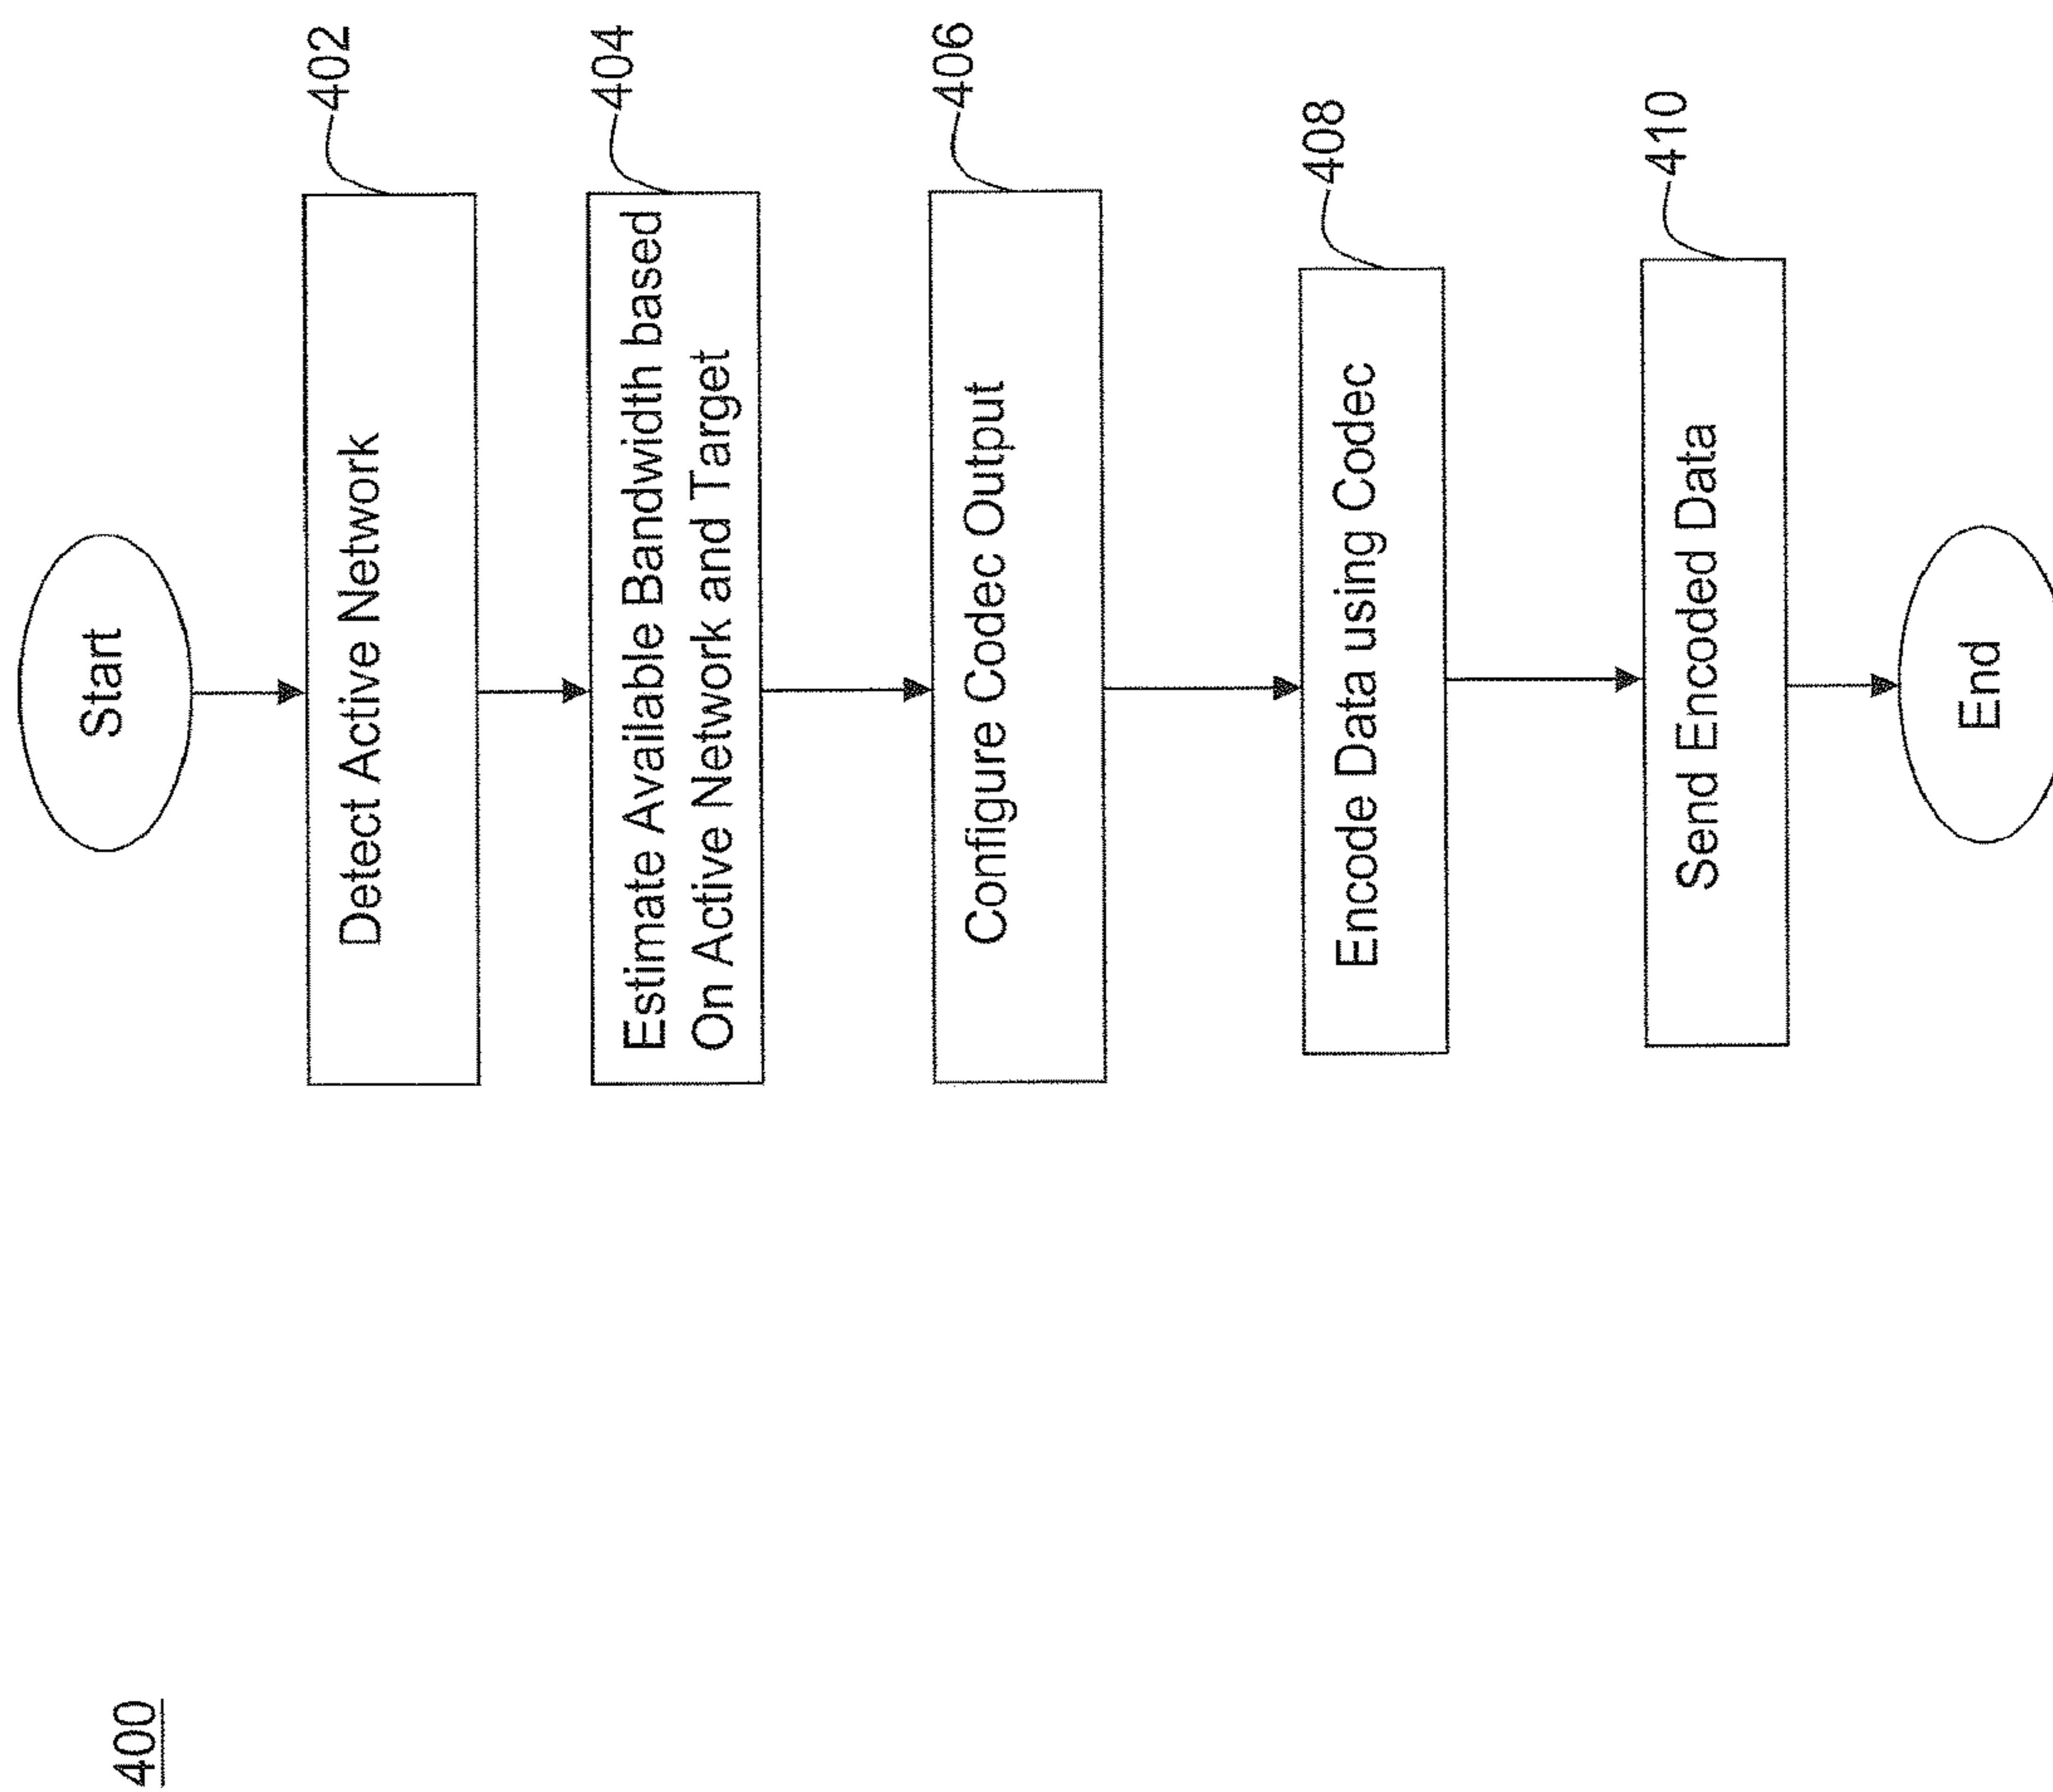 400
Start
Detect Active Network
402
Estimate Available Bandwidth based
On Active Network and Target
404
Configure Codec Output
406
Encode Data using Codec
408
Send Encoded Data
410
End